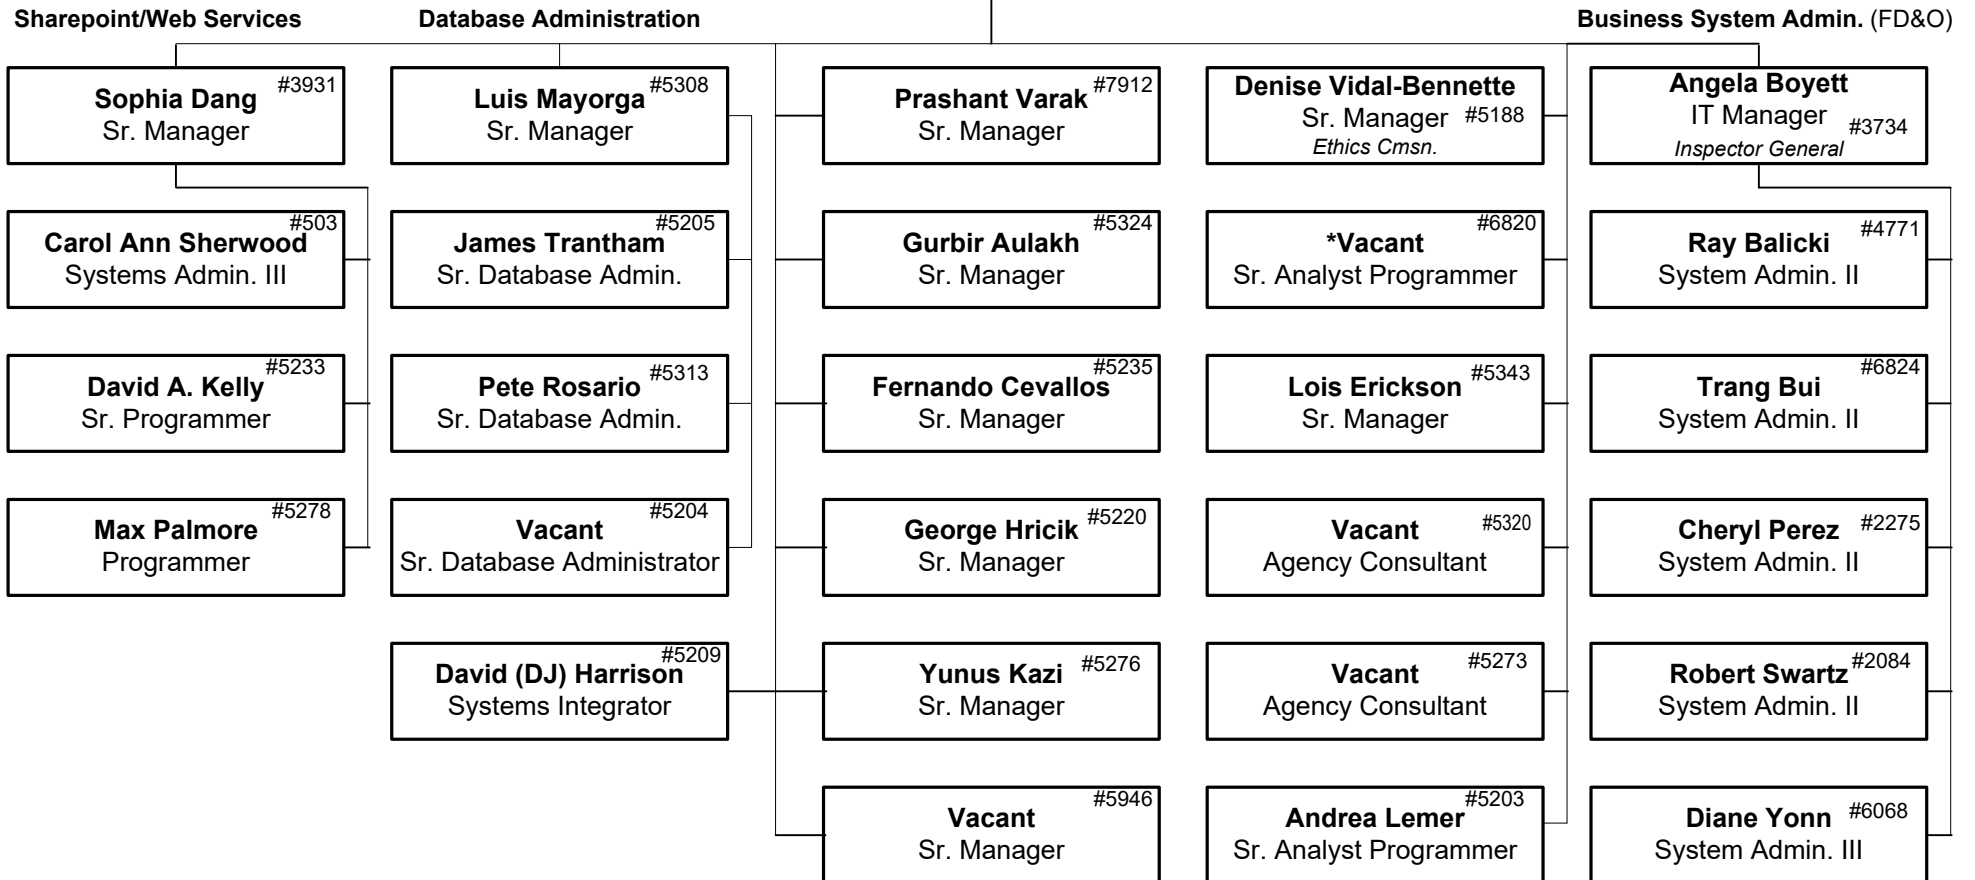 Sharepoint/Web Services
Database Administration
Business System Admin. (FD&O)
Sophia Dang #3931
Sr. Manager
Luis Mayorga #5308
Sr. Manager
Prashant Varak #7912
Sr. Manager
Denise Vidal-Bennette
Sr. Manager #5188
Ethics Cmsn.
Angela Boyett
IT Manager #3734
Inspector General
Carol Ann Sherwood #503
Systems Admin. III
James Trantham #5205
Sr. Database Admin.
Gurbir Aulakh #5324
Sr. Manager
*Vacant #6820
Sr. Analyst Programmer
Ray Balicki #4771
System Admin. II
David A. Kelly #5233
Sr. Programmer
Pete Rosario #5313
Sr. Database Admin.
Fernando Cevallos #5235
Sr. Manager
Lois Erickson #5343
Sr. Manager
Trang Bui #6824
System Admin. II
Max Palmore #5278
Programmer
Vacant #5204
Sr. Database Administrator
George Hricik #5220
Sr. Manager
Vacant #5320
Agency Consultant
Cheryl Perez #2275
System Admin. II
David (DJ) Harrison #5209
Systems Integrator
Yunus Kazi #5276
Sr. Manager
Vacant #5273
Agency Consultant
Robert Swartz #2084
System Admin. II
Vacant #5946
Sr. Manager
Andrea Lemer #5203
Sr. Analyst Programmer
Diane Yonn #6068
System Admin. III